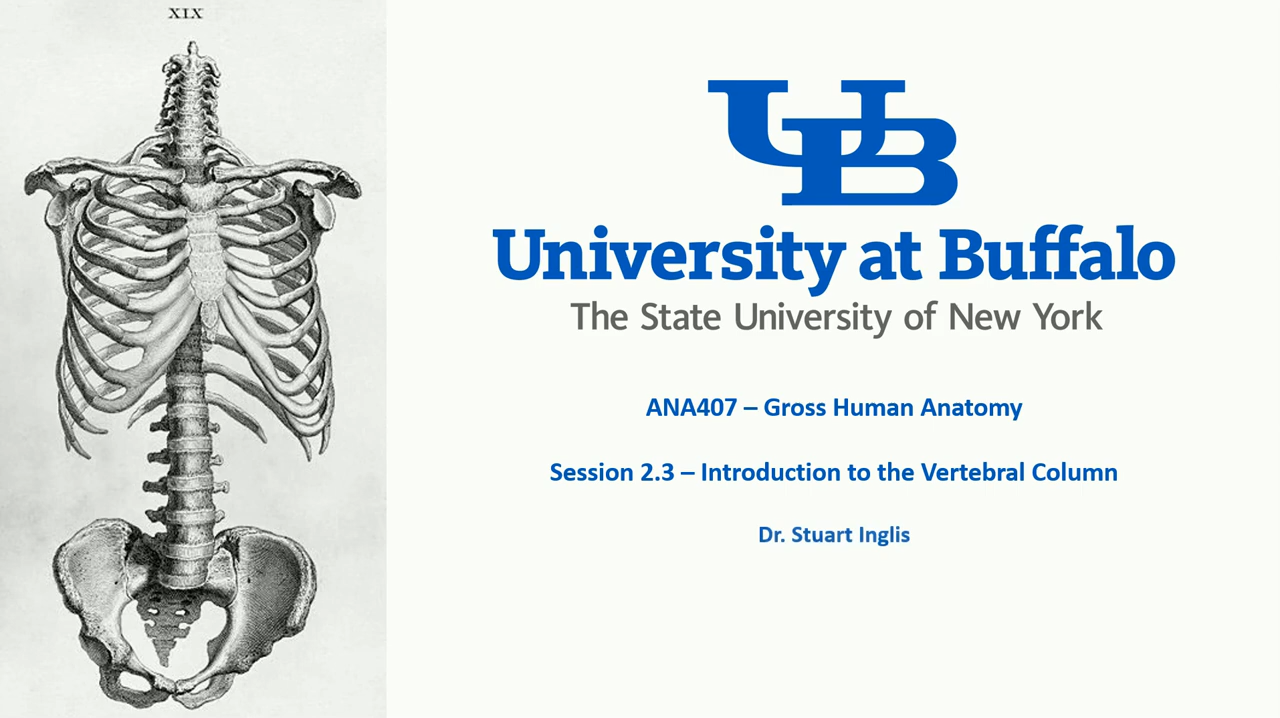 XIX
UB
University at Buffalo
The State University of New York
ANA407 – Gross Human Anatomy
Session 2.3 – Introduction to the Vertebral Column
Dr. Stuart Inglis